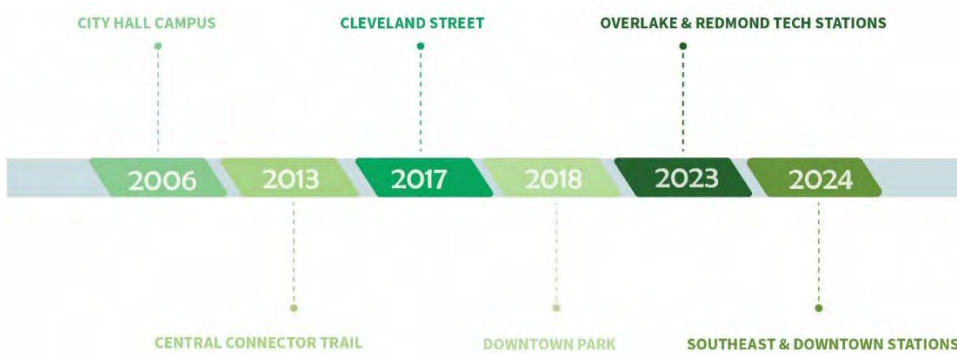 CITY HALL CAMPUS
CLEVELAND STREET
OVERLAKE & REDMOND TECH STATIONS
2006
2013
2017
2018
2023
2024
CENTRAL CONNECTOR TRAIL
DOWNTOWN PARK
SOUTHEAST & DOWNTOWN STATIONS